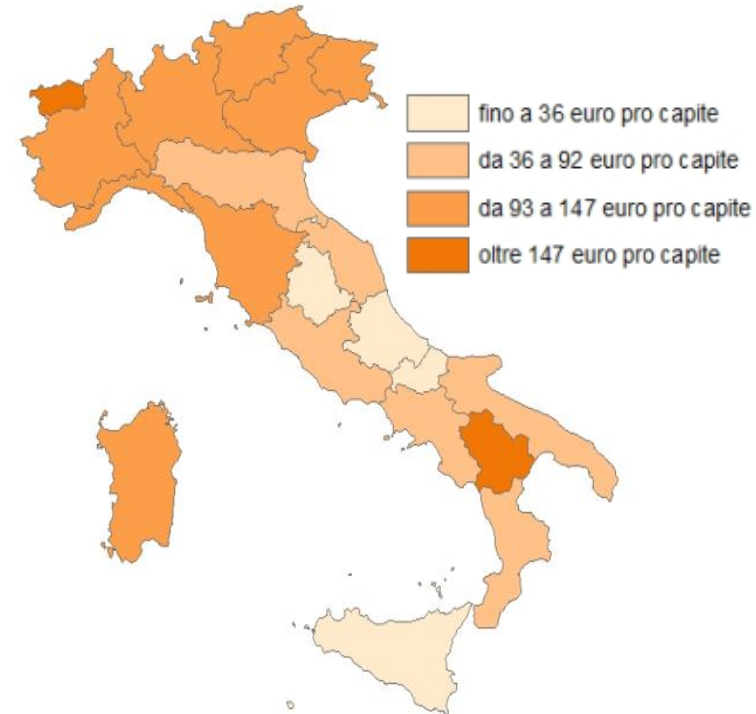 fino a 36 euro pro capite
da 36 a 92 euro pro capite
da 93 a 147 euro pro capite
oltre 147 euro pro capite